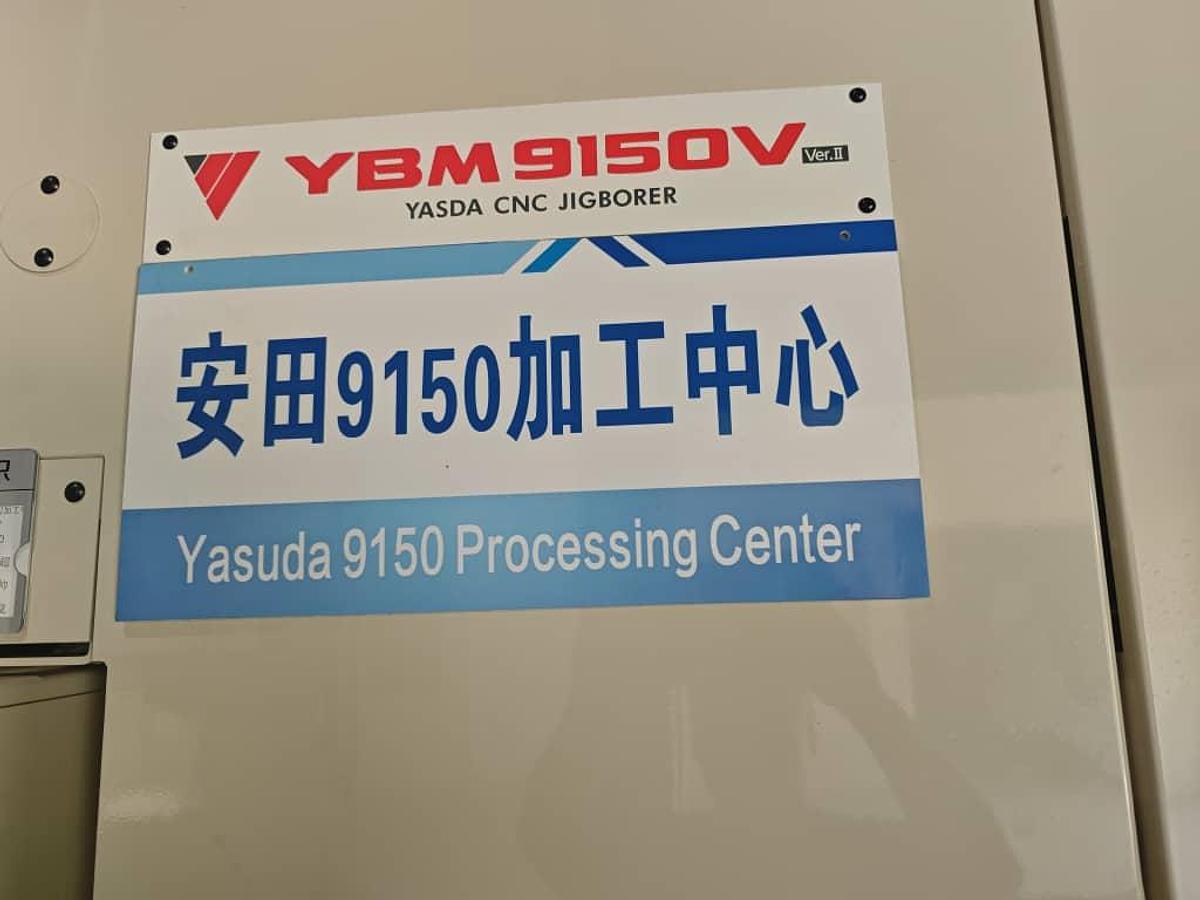 YBM 9150V Ver.II
YASDA CNC JIGBORER
安田9150加工中心
Yasuda 9150 Processing Center
R